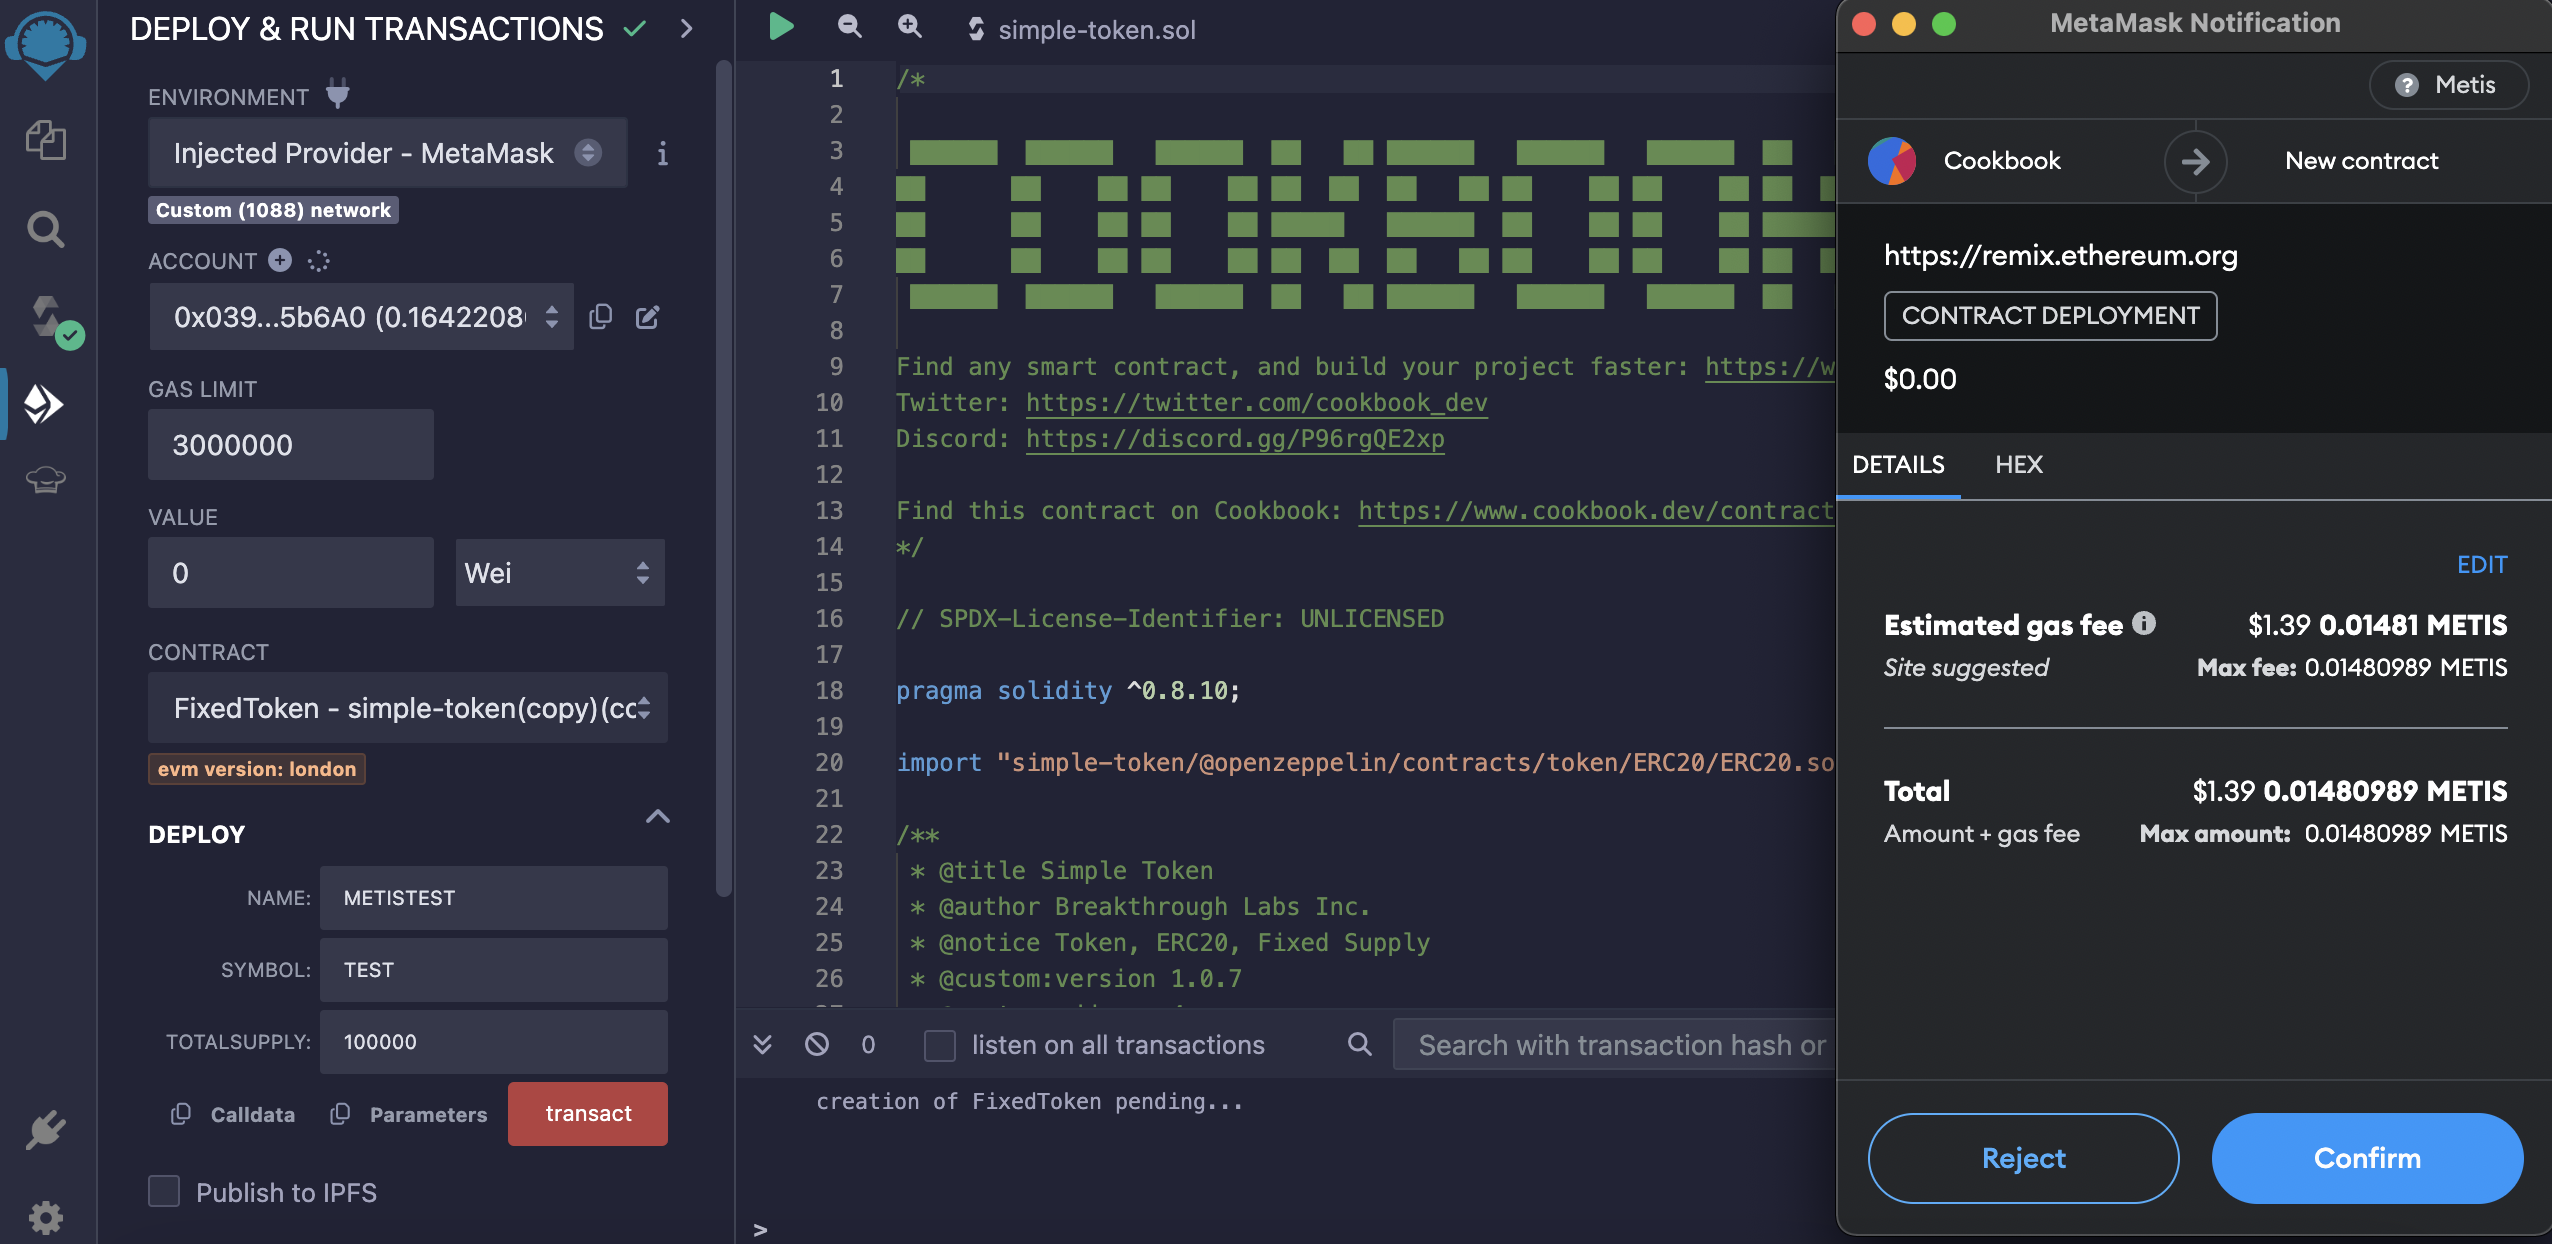 DEPLOY & RUN TRANSACTIONS
ENVIRONMENT
Injected Provider - MetaMask
i
Custom (1088) network
ACCOUNT
0x039...5b6A0 (0.1642208
GAS LIMIT
3000000
VALUE
0
Wei
CONTRACT
FixedToken - simple-token(copy)(cc
evm version: london
DEPLOY
NAME:
METISTEST
SYMBOL:
TEST
TOTALSUPPLY:
100000
Calldata
Parameters
transact
Publish to IPFS
simple-token.sol
1 /*
2
3
4
5
6
7
8
9 Find any smart contract, and build your project faster: https://w
10 Twitter: https://twitter.com/cookbook_dev
11 Discord: https://discord.gg/P96rgQE2xp
12
13 Find this contract on Cookbook: https://www.cookbook.dev/contract
14 */
15
16 // SPDX-License-Identifier: UNLICENSED
17
18 pragma solidity ^0.8.10;
19
20 import "simple-token/@openzeppelin/contracts/token/ERC20/ERC20.so
21
22 /**
23 * @title Simple Token
24 * @author Breakthrough Labs Inc.
25 * @notice Token, ERC20, Fixed Supply
26 * @custom:version 1.0.7
0
listen on all transactions
Search with transaction hash or
creation of FixedToken pending...
>
MetaMask Notification
? Metis
Cookbook
New contract
https://remix.ethereum.org
CONTRACT DEPLOYMENT
$0.00
DETAILS
HEX
EDIT
Estimated gas fee
$1.39 0.01481 METIS
Site suggested
Max fee: 0.01480989 METIS
Total
$1.39 0.01480989 METIS
Amount + gas fee
Max amount: 0.01480989 METIS
Reject
Confirm